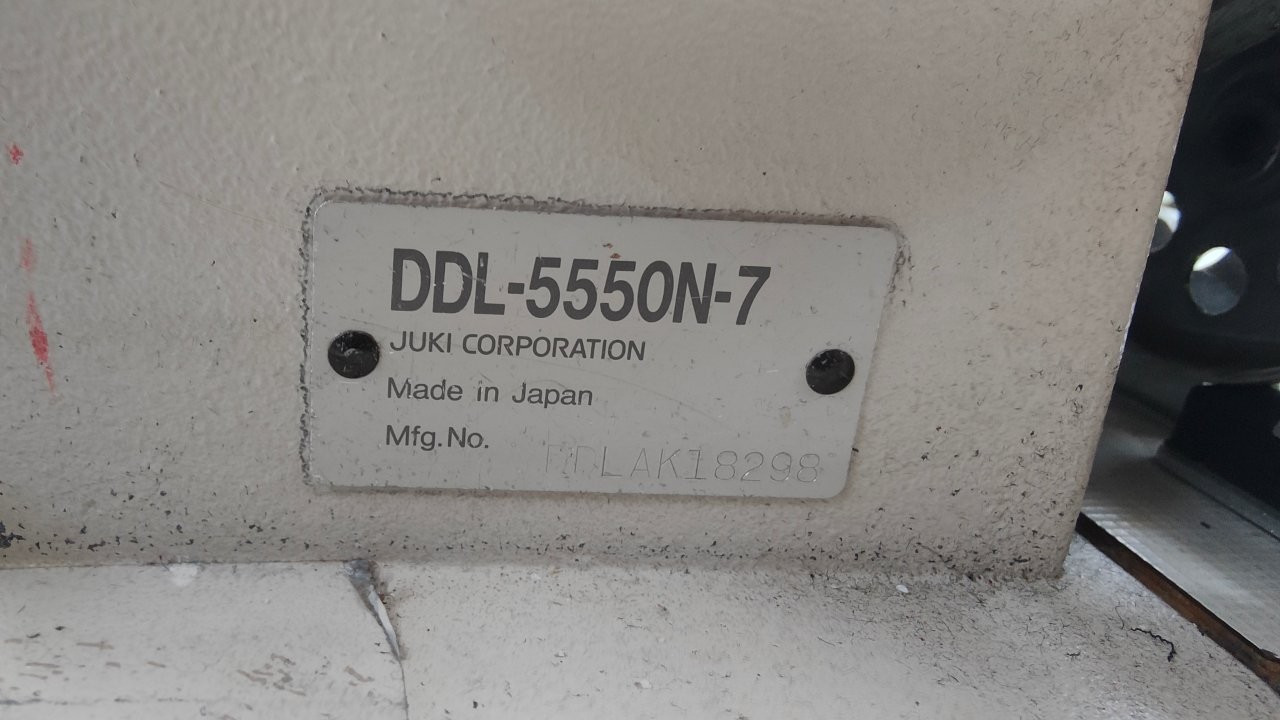 DDL-5550N-7
JUKI CORPORATION
Made in Japan
Mfg.No. DDLAK18298